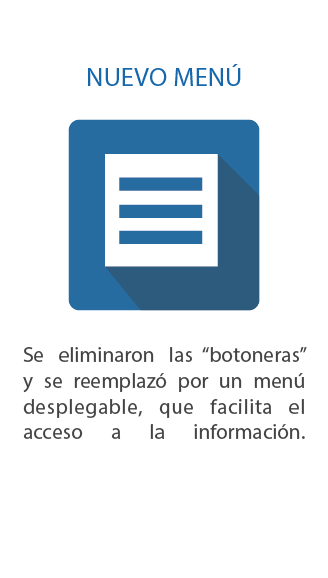 NUEVO MENÚ
Se eliminaron las “botoneras”
y se reemplazó por un menú
desplegable, que facilita el
acceso a la información.